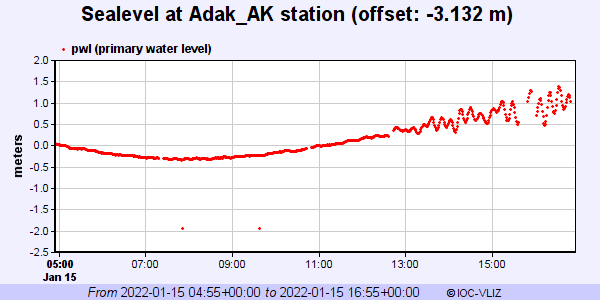 Sealevel at Adak_AK station (offset: -3.132 m)
pwl (primary water level)
meters
2.0
1.5
1.0
0.5
0.0
-0.5
-1.0
-1.5
-2.0
-2.5
05:00 07:00 09:00 11:00 13:00 15:00
Jan 15
From 2022-01-15 04:55+00:00 to 2022-01-15 16:55+00:00 © IOC-VLIZ